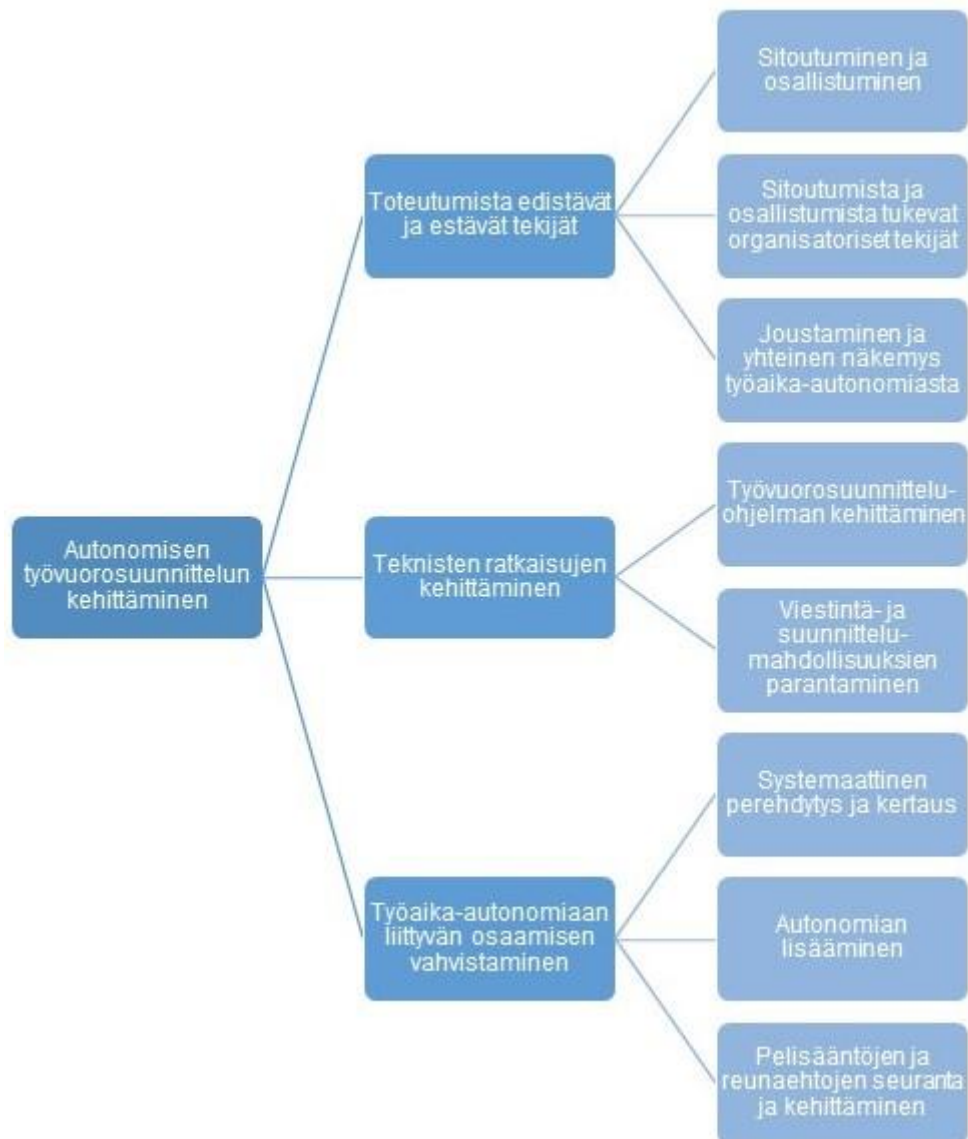 Autonomisen
työvuorosuunnittelun
kehittäminen
Toteutumista edistävät
ja estävät tekijät
Sitoutuminen ja
osallistuminen
Sitoutumista ja
osallistumista tukevat
organisatoriset tekijät
Joustaminen ja
yhteinen näkemys
työaika-autonomiasta
Teknisten ratkaisujen
kehittäminen
Työvuorosuunnittelu-
ohjelman kehittäminen
Viestintä- ja
suunnittelu-
mahdollisuuksien
parantaminen
Työaika-autonomiaan
liittyvän osaamisen
vahvistaminen
Systemaattinen
perehdytys ja kertaus
Autonomian
lisääminen
Pelisääntöjen ja
reunaehtojen seuranta
ja kehittäminen